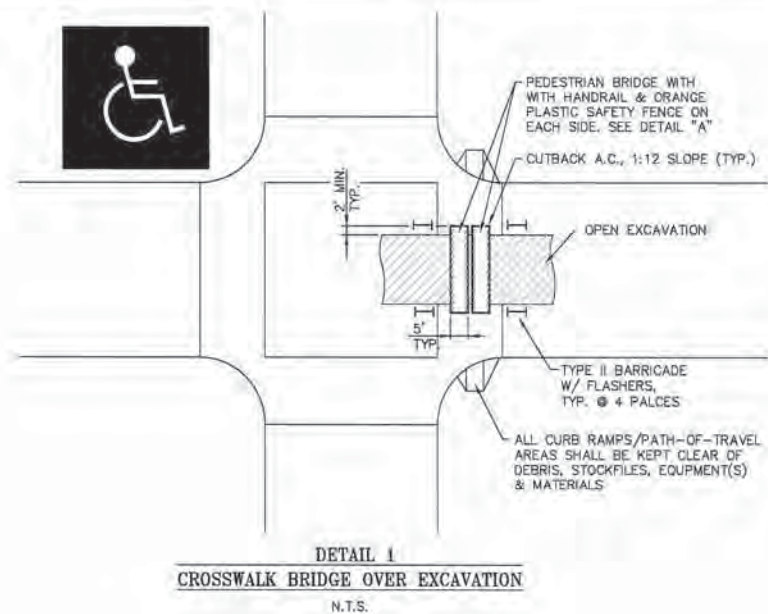 PEDESTRIAN BRIDGE WITH
WITH HANDRAIL & ORANGE
PLASTIC SAFETY FENCE ON
EACH SIDE. SEE DETAIL "A"
CUTBACK A.C., 1:12 SLOPE (TYP.)
2' MIN.
TYP.
OPEN EXCAVATION
5'
TYP.
TYPE II BARRICADE
W/ FLASHERS,
TYP. @ 4 PALCES
ALL CURB RAMPS/PATH-OF-TRAVEL
AREAS SHALL BE KEPT CLEAR OF
DEBRIS, STOCKFILES, EQUPMENT(S)
& MATERIALS
DETAIL 1
CROSSWALK BRIDGE OVER EXCAVATION
N.T.S.